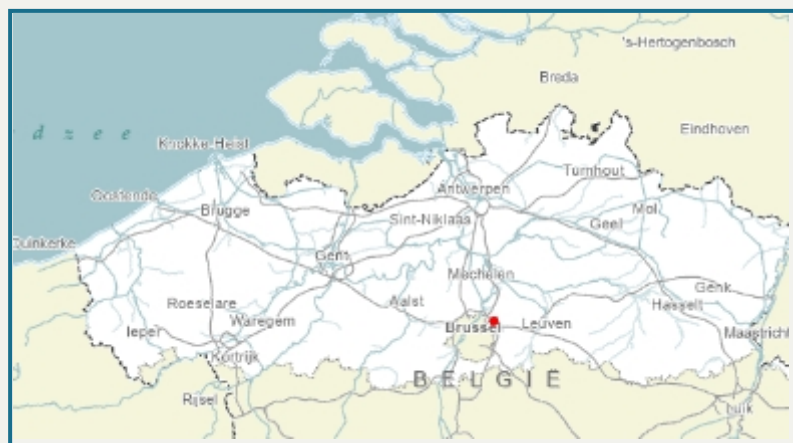 's-Hertogenbosch
Breda
d z e e
Eindhoven
Knokke-Heist
Turnhout
Antwerpen
Oostende
Mol
Brugge
Sint-Niklaas
Geel
Duinkerke
Gent
Mechelen
Genk
Roeselare
Aalst
Hasselt
Waregem
Brussel
Leuven
Ieper
Maastricht
Kortrijk
BELGIË
Rijsel
Luik